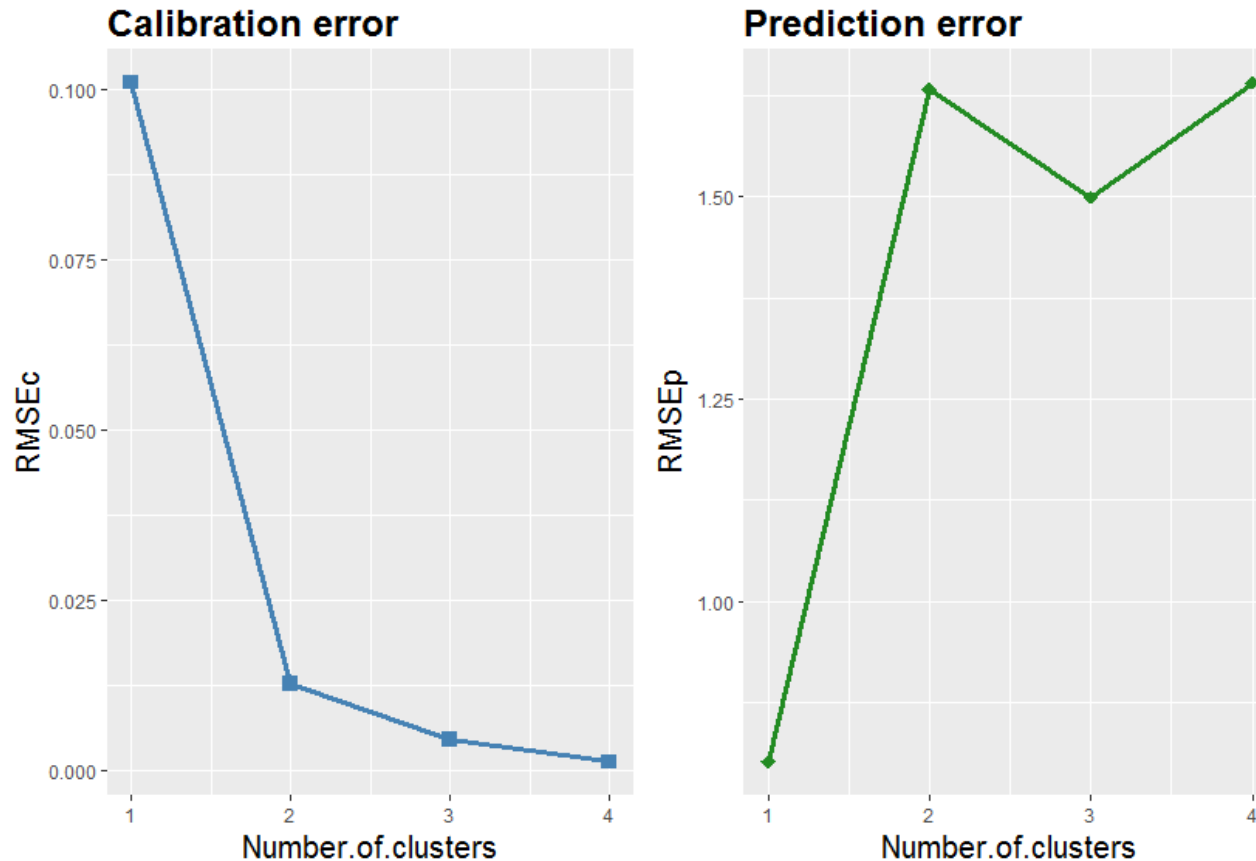 Calibration error
RMSEc
0.100
0.075
0.050
0.025
0.000
1 2 3 4
Number.of.clusters
Prediction error
RMSEp
1.50
1.25
1.00
1 2 3 4
Number.of.clusters